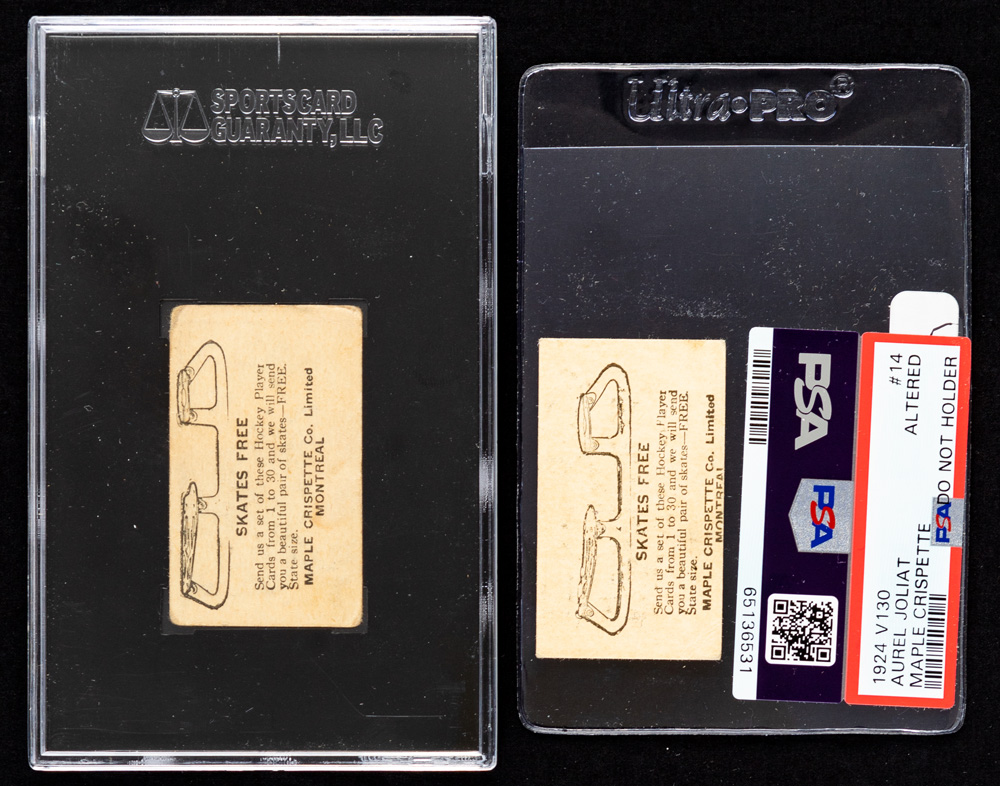 SPORTSCARD
GUARANTY, LLC
SKATES FREE
Send us a set of these Hockey Player
Cards from 1 to 30 and we will send
you a beautiful pair of skates—FREE.
State size.
MAPLE CRISPETTE Co. Limited
MONTREAL
Ultra•PRO®
SKATES FREE
Send us a set of these Hockey Player
Cards from 1 to 30 and we will send
you a beautiful pair of skates—FREE.
State size.
MAPLE CRISPETTE Co. Limited
MONTREAL
65136531
PSA
PSA
1924 V130 #14
AUREL JOLIAT ALTERED
MAPLE CRISPETTE
PSA
DO NOT HOLDER